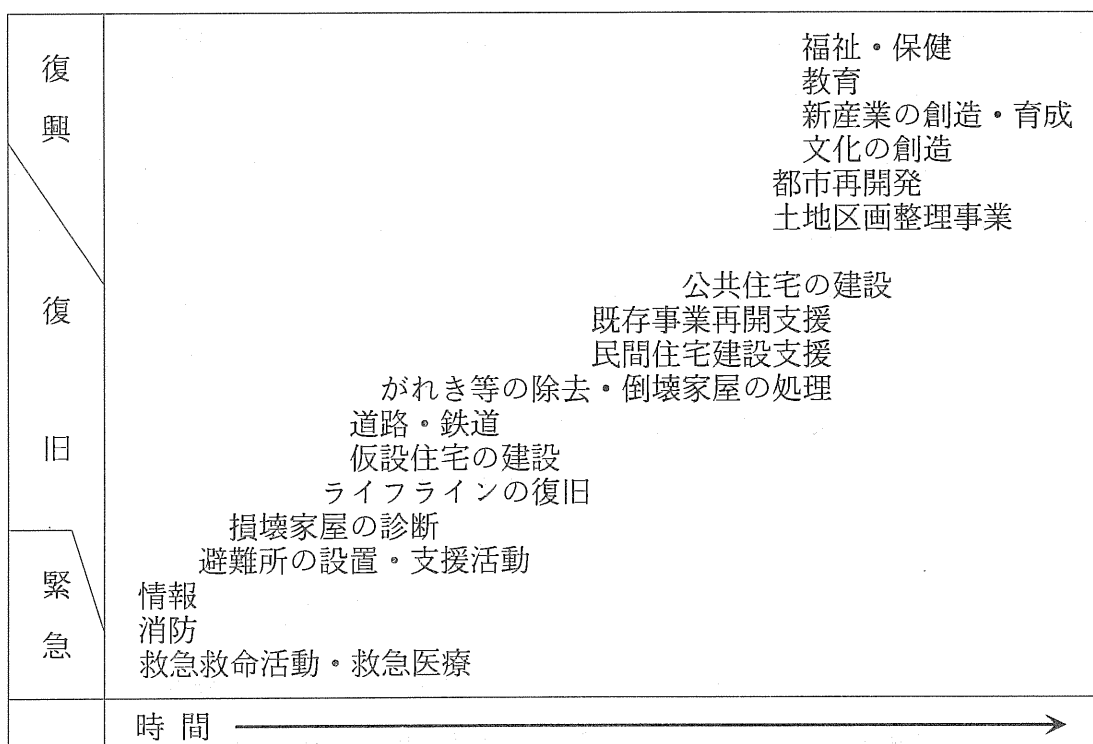 復興
福祉・保健
教育
新産業の創造・育成
文化の創造
都市再開発
土地区画整理事業
復旧
公共住宅の建設
既存事業再開支援
民間住宅建設支援
がれき等の除去・倒壊家屋の処理
道路・鉄道
仮設住宅の建設
ライフラインの復旧
損壊家屋の診断
避難所の設置・支援活動
緊急
情報
消防
救急救命活動・救急医療
時間